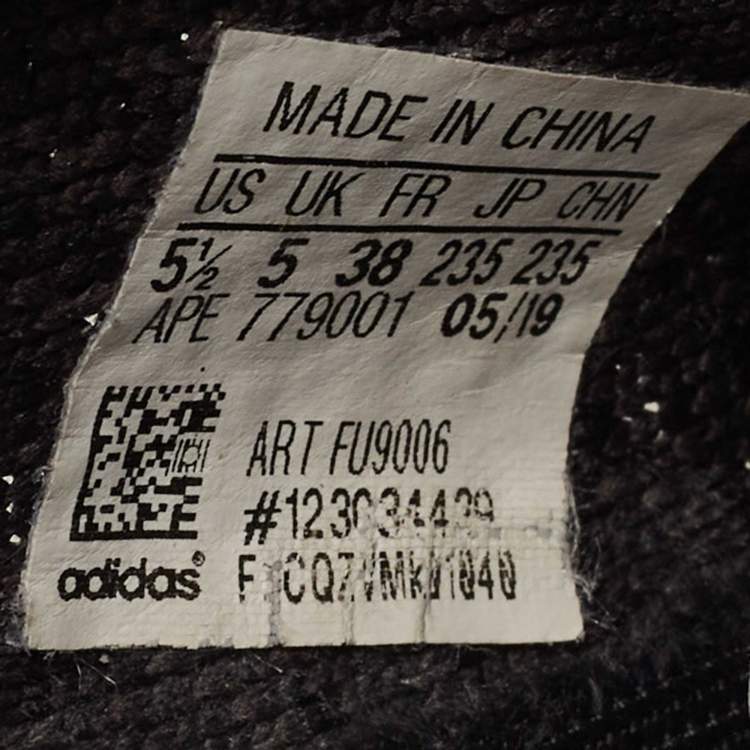 MADE IN CHINA
US UK FR JP CHN
5½ 5 38 235 235
APE 779001 05/19
ART FU9006
adidas®